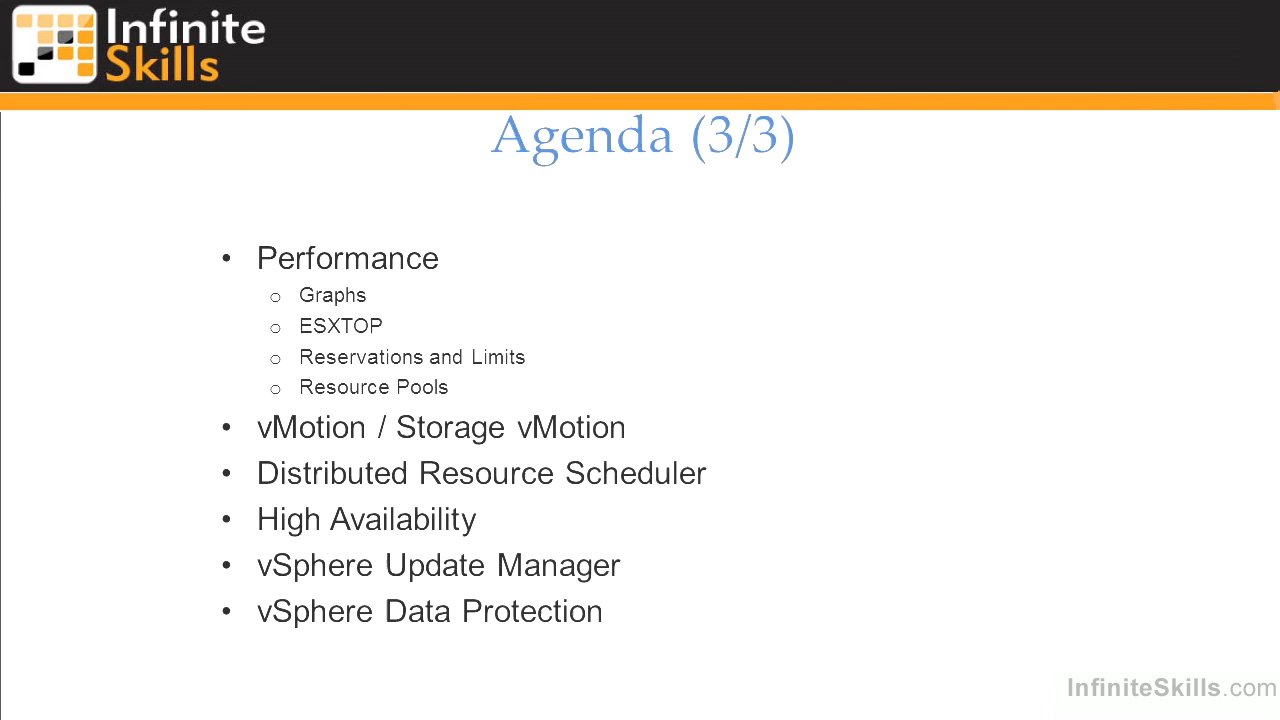 Infinite
Skills
Agenda (3/3)
• Performance
o Graphs
o ESXTOP
o Reservations and Limits
o Resource Pools
• vMotion / Storage vMotion
• Distributed Resource Scheduler
• High Availability
• vSphere Update Manager
• vSphere Data Protection
InfiniteSkills.com